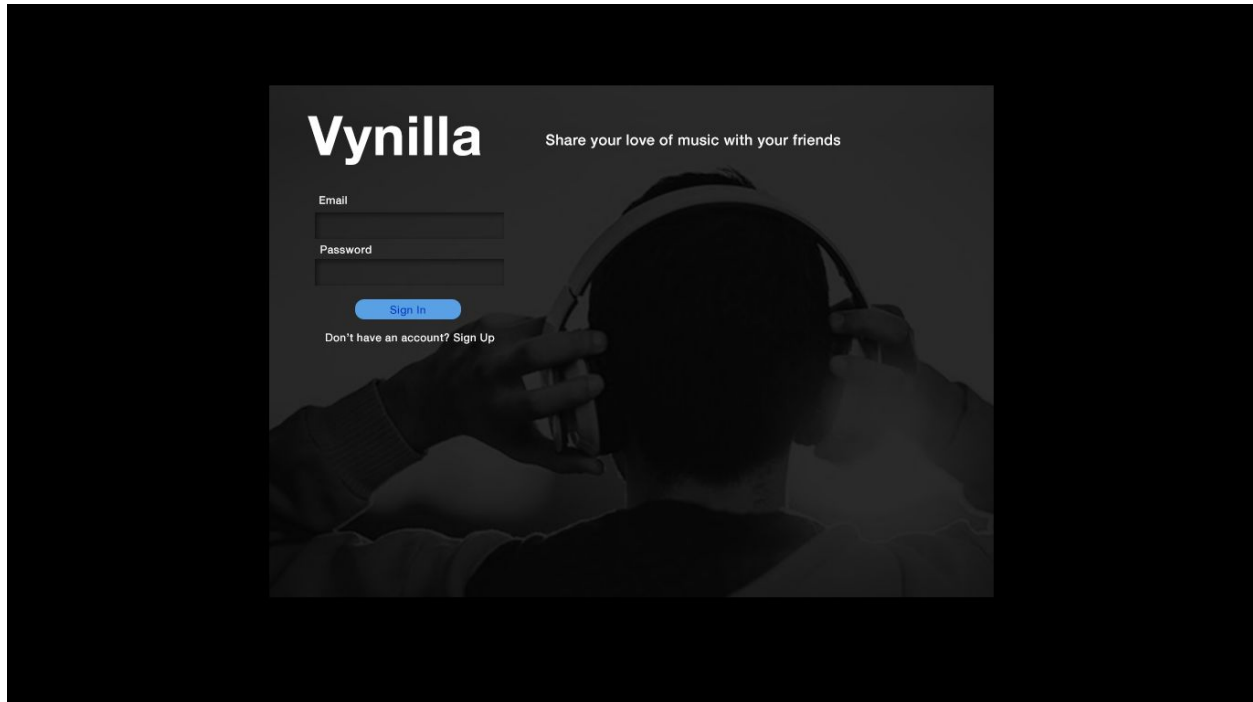 Vynilla
Share your love of music with your friends
Email
Password
Sign In
Don't have an account? Sign Up